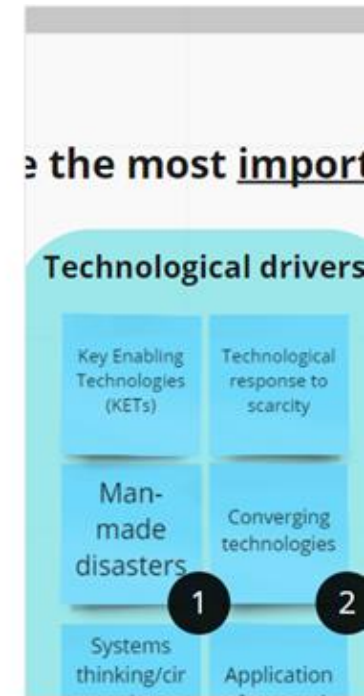 e the most import
Technological drivers
Key Enabling
Technologies
(KETs)
Technological
response to
scarcity
Man-
made
disasters
Converging
technologies
1
2
Systems
thinking/cir
Application